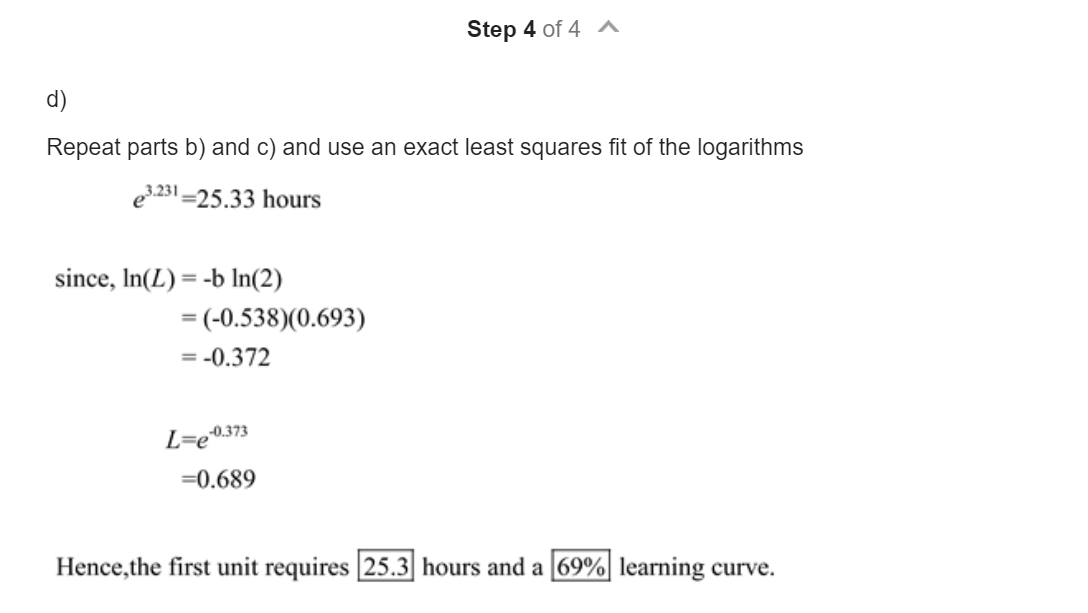 Step 4 of 4
d)
Repeat parts b) and c) and use an exact least squares fit of the logarithms
e^3.231=25.33 hours
since, ln(L) = -b ln(2)
= (-0.538)(0.693)
= -0.372
L=e^-0.373
=0.689
Hence,the first unit requires 25.3 hours and a 69% learning curve.